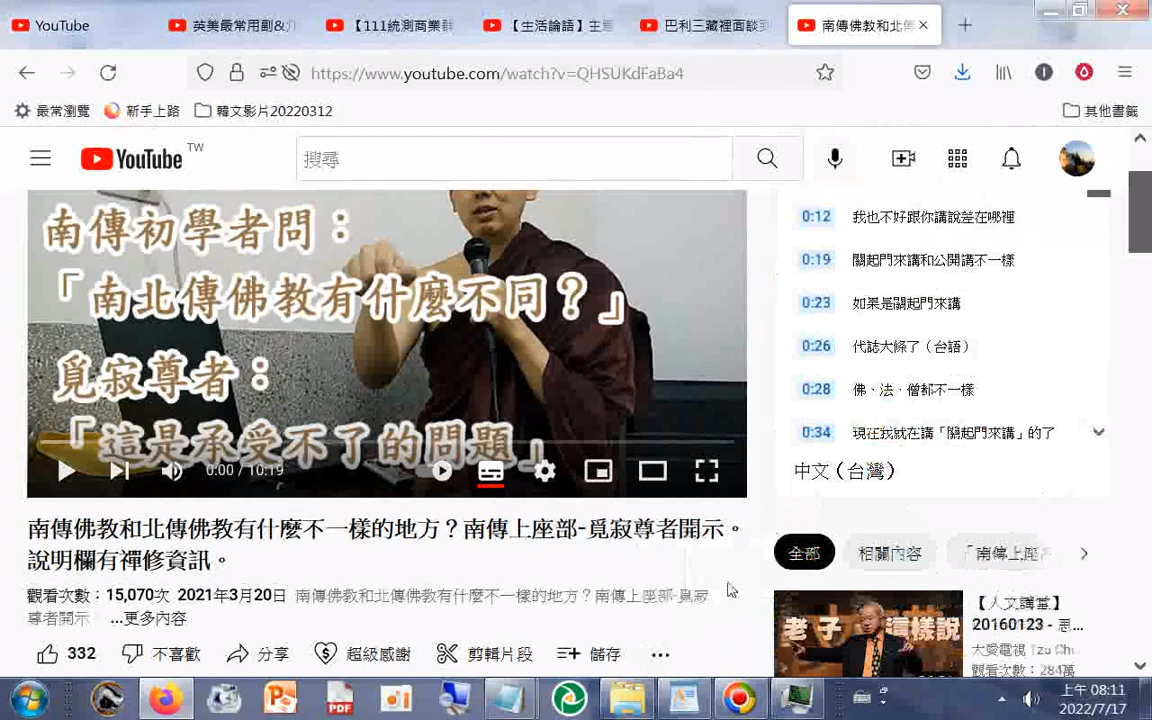 YouTube
英美最常用副&介
【111統測商業群
【生活論語】主
巴利三藏裡面談到
南傳佛教和北傳
https://www.youtube.com/watch?v=QHSUKdFaBa4
最常瀏覽
新手上路
韓文影片20220312
其他書籤
YouTube TW
搜尋
南傳初學者問：
「南北傳佛教有什麼不同？」
覓寂尊者：
「這是承受不了的問題」
0:00 / 10:19
0:12 我也不好跟你講說差在哪裡
0:19 關起門來講和公開講不一樣
0:23 如果是關起門來講
0:26 代誌大條了（台語）
0:28 佛、法、僧都不一樣
0:34 現在我就在講「關起門來講」的了
中文（台灣）
南傳佛教和北傳佛教有什麼不一樣的地方？南傳上座部-覓寂尊者開示。
說明欄有禪修資訊。
觀看次數：15,070次 2021年3月20日 南傳佛教和北傳佛教有什麼不一樣的地方？南傳上座部-覓寂
尊者開示 ...更多內容
332
不喜歡
分享
超級感謝
剪輯片段
儲存
全部
相關內容
「南傳上座
老子 這樣說
【人文講堂】
20160123 - 思...
大愛電視 Tzu Chi
觀看次數：284萬
上午 08:11
2022/7/17